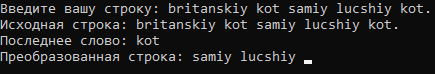 Введите вашу строку: britanskiy kot samiy lucshiy kot.
Исходная строка: britanskiy kot samiy lucshiy kot.
Последнее слово: kot
Преобразованная строка: samiy lucshiy